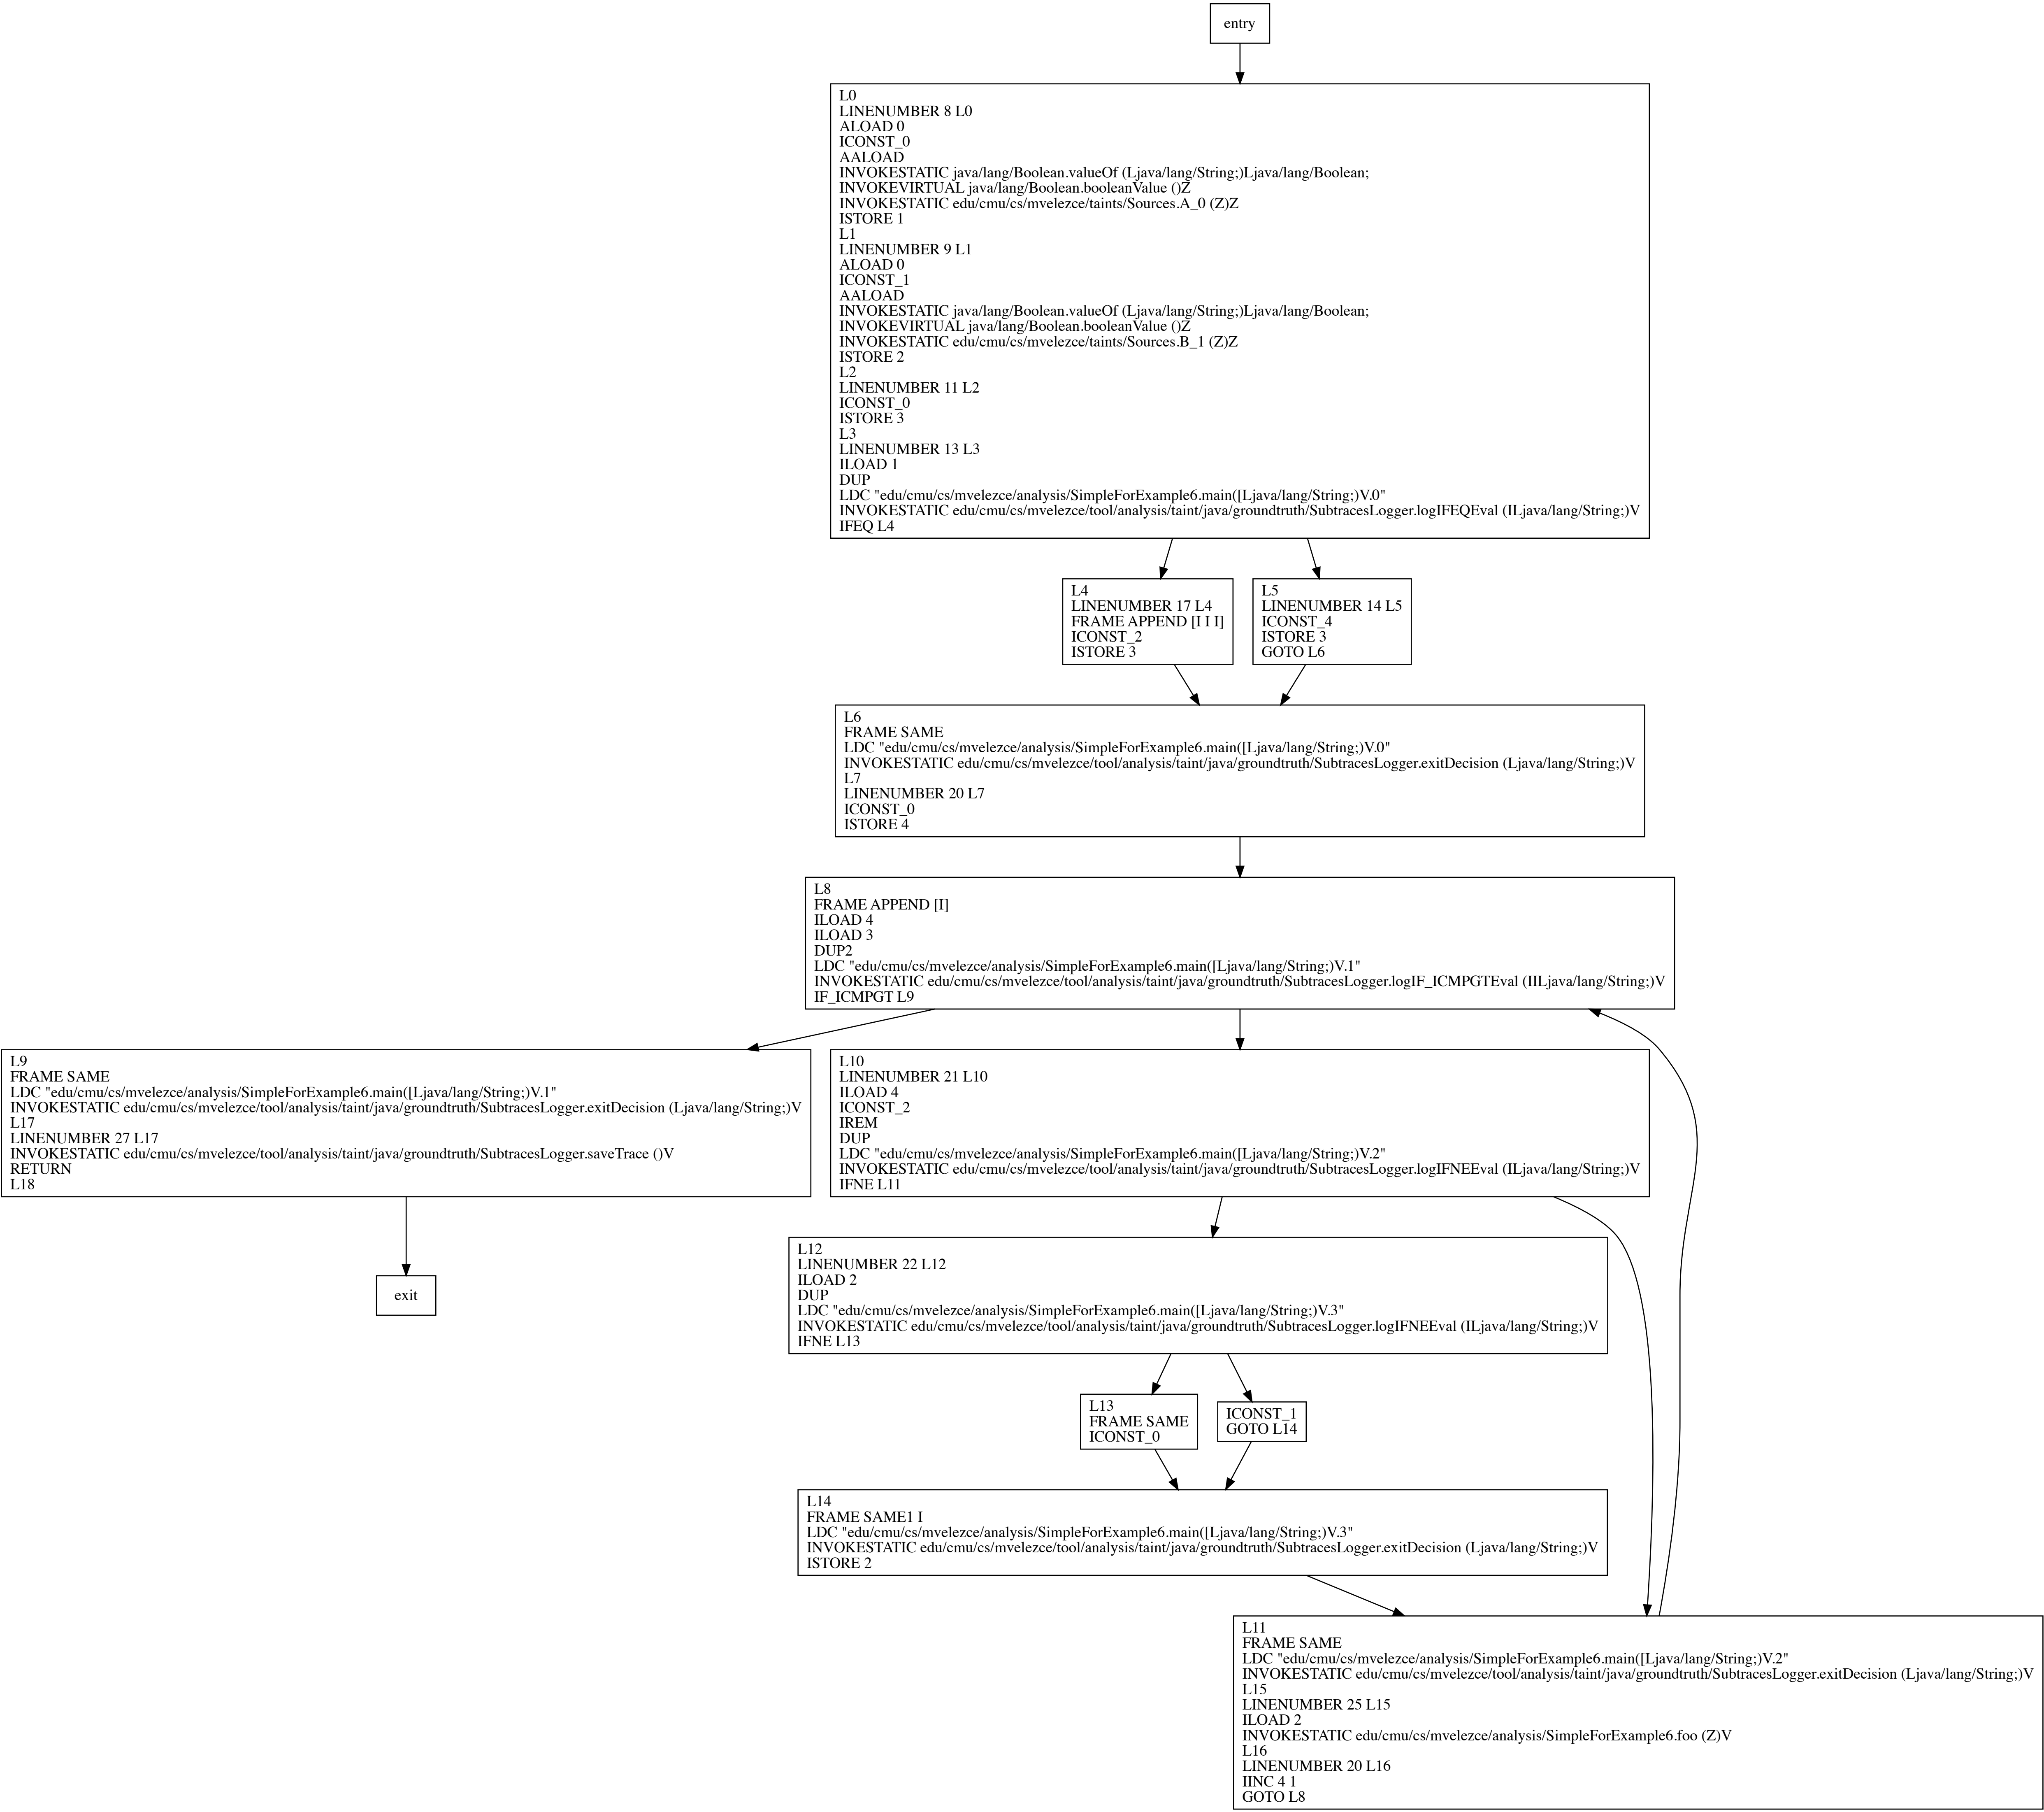 entry
L0
LINENUMBER 8 L0
ALOAD 0
ICONST_0
AALOAD
INVOKESTATIC java/lang/Boolean.valueOf (Ljava/lang/String;)Ljava/lang/Boolean;
INVOKEVIRTUAL java/lang/Boolean.booleanValue ()Z
INVOKESTATIC edu/cmu/cs/mvelezce/taints/Sources.A_0 (Z)Z
ISTORE 1
L1
LINENUMBER 9 L1
ALOAD 0
ICONST_1
AALOAD
INVOKESTATIC java/lang/Boolean.valueOf (Ljava/lang/String;)Ljava/lang/Boolean;
INVOKEVIRTUAL java/lang/Boolean.booleanValue ()Z
INVOKESTATIC edu/cmu/cs/mvelezce/taints/Sources.B_1 (Z)Z
ISTORE 2
L2
LINENUMBER 11 L2
ICONST_0
ISTORE 3
L3
LINENUMBER 13 L3
ILOAD 1
DUP
LDC "edu/cmu/cs/mvelezce/analysis/SimpleForExample6.main([Ljava/lang/String;)V.0"
INVOKESTATIC edu/cmu/cs/mvelezce/tool/analysis/taint/java/groundtruth/SubtracesLogger.logIFEQEval (ILjava/lang/String;)V
IFEQ L4
L4
LINENUMBER 17 L4
FRAME APPEND [I I I]
ICONST_2
ISTORE 3
L5
LINENUMBER 14 L5
ICONST_4
ISTORE 3
GOTO L6
L6
FRAME SAME
LDC "edu/cmu/cs/mvelezce/analysis/SimpleForExample6.main([Ljava/lang/String;)V.0"
INVOKESTATIC edu/cmu/cs/mvelezce/tool/analysis/taint/java/groundtruth/SubtracesLogger.exitDecision (Ljava/lang/String;)V
L7
LINENUMBER 20 L7
ICONST_0
ISTORE 4
L8
FRAME APPEND [I]
ILOAD 4
ILOAD 3
DUP2
LDC "edu/cmu/cs/mvelezce/analysis/SimpleForExample6.main([Ljava/lang/String;)V.1"
INVOKESTATIC edu/cmu/cs/mvelezce/tool/analysis/taint/java/groundtruth/SubtracesLogger.logIF_ICMPGTEval (IILjava/lang/String;)V
IF_ICMPGT L9
L9
FRAME SAME
LDC "edu/cmu/cs/mvelezce/analysis/SimpleForExample6.main([Ljava/lang/String;)V.1"
INVOKESTATIC edu/cmu/cs/mvelezce/tool/analysis/taint/java/groundtruth/SubtracesLogger.exitDecision (Ljava/lang/String;)V
L17
LINENUMBER 27 L17
INVOKESTATIC edu/cmu/cs/mvelezce/tool/analysis/taint/java/groundtruth/SubtracesLogger.saveTrace ()V
RETURN
L18
L10
LINENUMBER 21 L10
ILOAD 4
ICONST_2
IREM
DUP
LDC "edu/cmu/cs/mvelezce/analysis/SimpleForExample6.main([Ljava/lang/String;)V.2"
INVOKESTATIC edu/cmu/cs/mvelezce/tool/analysis/taint/java/groundtruth/SubtracesLogger.logIFNEEval (ILjava/lang/String;)V
IFNE L11
exit
L12
LINENUMBER 22 L12
ILOAD 2
DUP
LDC "edu/cmu/cs/mvelezce/analysis/SimpleForExample6.main([Ljava/lang/String;)V.3"
INVOKESTATIC edu/cmu/cs/mvelezce/tool/analysis/taint/java/groundtruth/SubtracesLogger.logIFNEEval (ILjava/lang/String;)V
IFNE L13
L13
FRAME SAME
ICONST_0
ICONST_1
GOTO L14
L14
FRAME SAME1 I
LDC "edu/cmu/cs/mvelezce/analysis/SimpleForExample6.main([Ljava/lang/String;)V.3"
INVOKESTATIC edu/cmu/cs/mvelezce/tool/analysis/taint/java/groundtruth/SubtracesLogger.exitDecision (Ljava/lang/String;)V
ISTORE 2
L11
FRAME SAME
LDC "edu/cmu/cs/mvelezce/analysis/SimpleForExample6.main([Ljava/lang/String;)V.2"
INVOKESTATIC edu/cmu/cs/mvelezce/tool/analysis/taint/java/groundtruth/SubtracesLogger.exitDecision (Ljava/lang/String;)V
L15
LINENUMBER 25 L15
ILOAD 2
INVOKESTATIC edu/cmu/cs/mvelezce/analysis/SimpleForExample6.foo (Z)V
L16
LINENUMBER 20 L16
IINC 4 1
GOTO L8